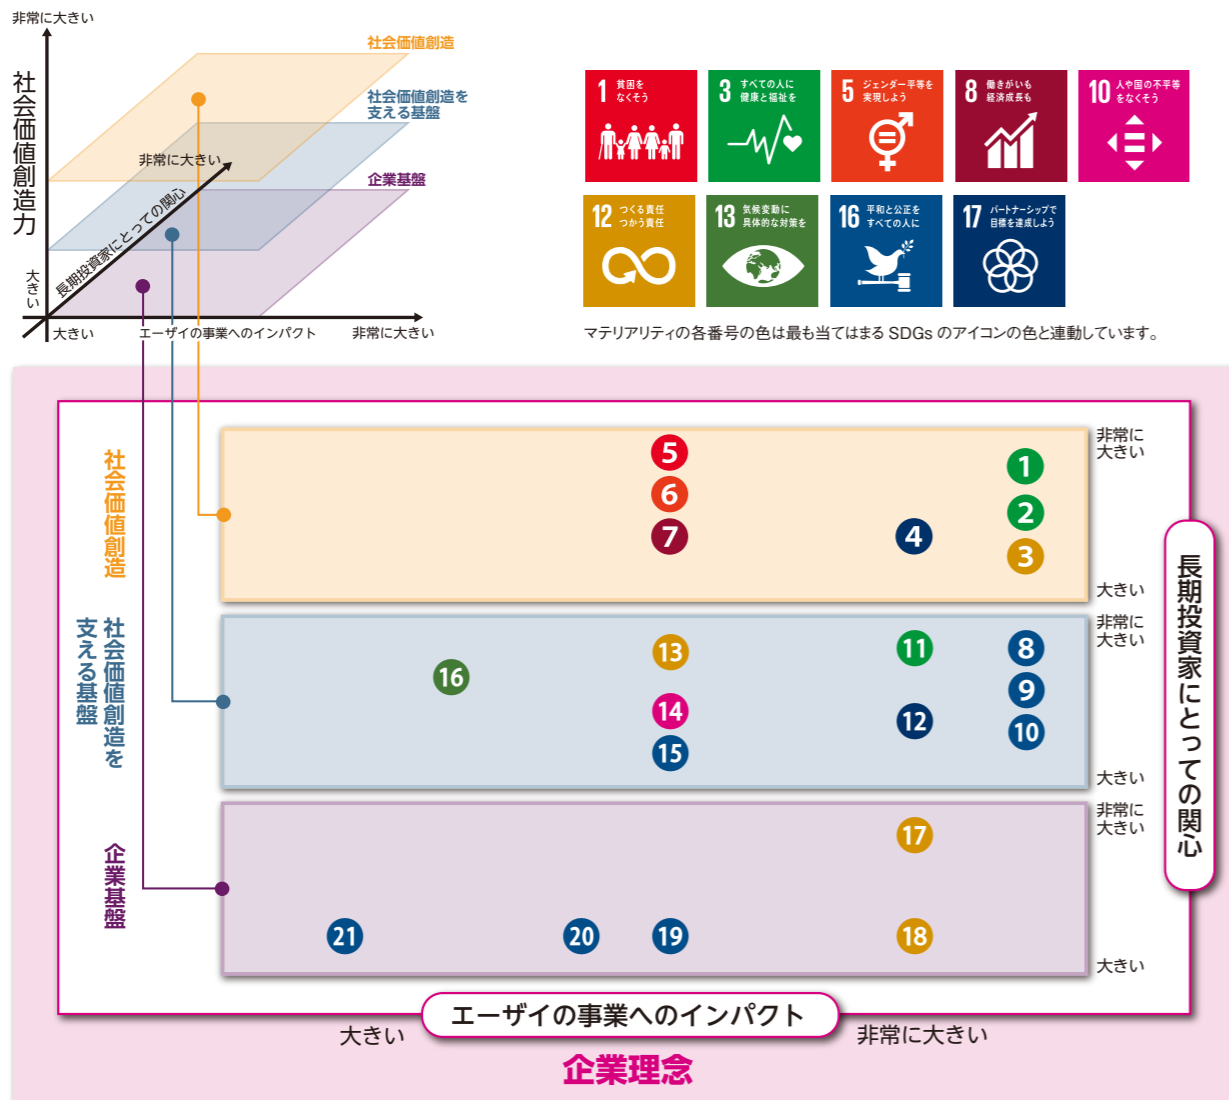 非常に大きい
社会価値創造力
大きい
社会価値創造
社会価値創造を
支える基盤
企業基盤
非常に大きい
長期投資家にとっての関心
大きい
エーザイの事業へのインパクト
非常に大きい
1 貧困を
なくそう
3 すべての人に
健康と福祉を
5 ジェンダー平等を
実現しよう
8 働きがいも
経済成長も
10 人や国の不平等
をなくそう
12 つくる責任
つかう責任
13 気候変動に
具体的な対策を
16 平和と公正を
すべての人に
17 パートナーシップで
目標を達成しよう
マテリアリティの各番号の色は最も当てはまる SDGs のアイコンの色と連動しています。
社会価値創造
5
6
7
4
1
2
3
非常に
大きい
大きい
社会価値創造を
支える基盤
16
13
14
15
11
12
8
9
10
非常に
大きい
大きい
企業基盤
21
20
19
17
18
非常に
大きい
大きい
長期投資家にとっての関心
大きい
エーザイの事業へのインパクト
非常に大きい
企業理念